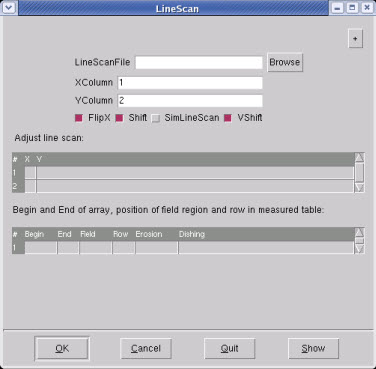 LineScan
+
LineScanFile Browse
XColumn 1
YColumn 2
FlipX Shift SimLineScan VShift
Adjust line scan:
# X Y
1
2
Begin and End of array, position of field region and row in measured table:
# Begin End Field Row Erosion Dishing
1
OK Cancel Quit Show